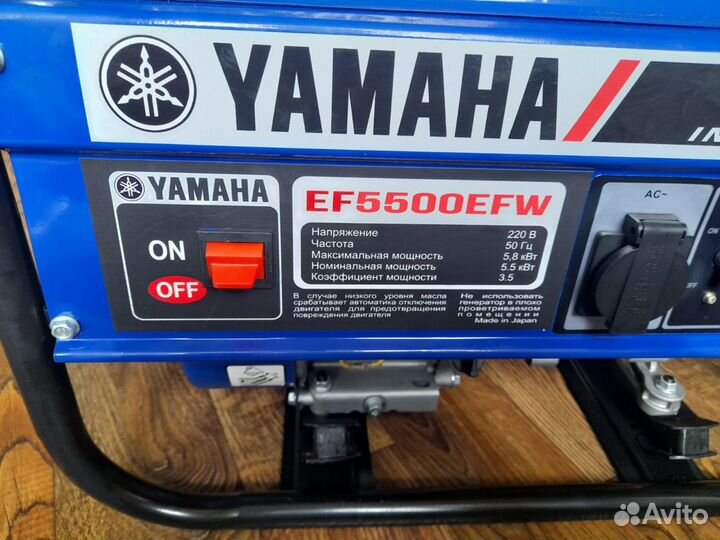 YAMAHA
YAMAHA
EF5500EFW
ON
OFF
Напряжение 220 В
Частота 50 Гц
Максимальная мощность 5,8 кВт
Номинальная мощность 5.5 кВт
Коэффициент мощности 3.5
В случае низкого уровня масла
срабатывает автоматика отключения
двигателя для предотвращения
повреждения двигателя
Не использовать
генератор в плохо
проветриваемом
помещении
Made in Japan
AC~
ON
OFF
Avito